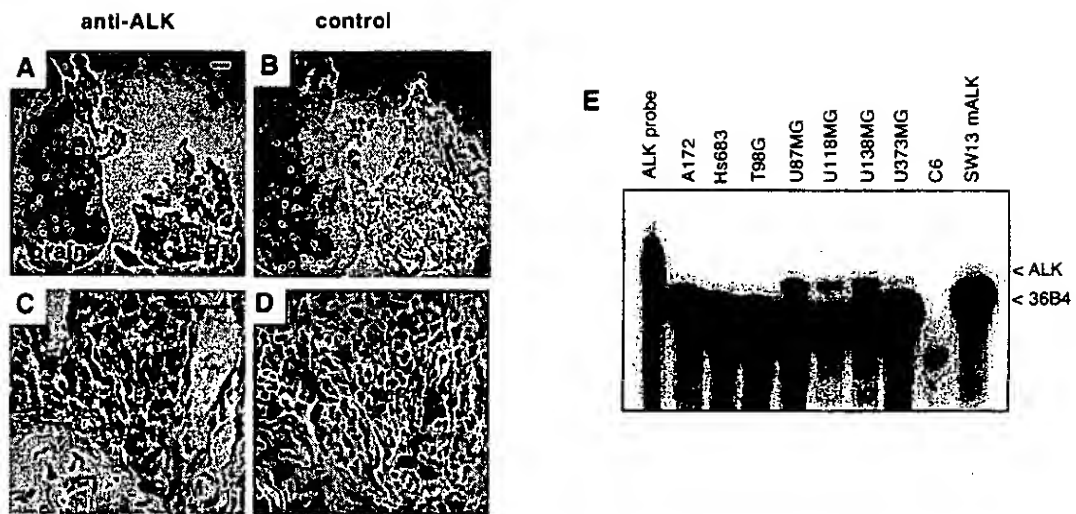 anti-ALK
control
A
B
brain
C
D
E
ALK probe
A172
Hs683
T98G
U87MG
U118MG
U138MG
U373MG
C6
SW13 mALK
< ALK
< 36B4